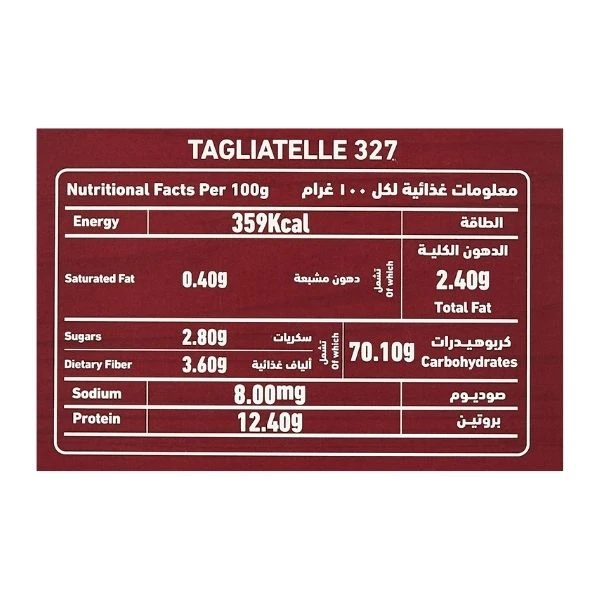 TAGLIATELLE 327
Nutritional Facts Per 100g معلومات غذائية لكل ١٠٠ غرام
Energy 359Kcal الطاقة
الدهون الكلية
Saturated Fat 0.40g دهون مشبعة تشمل Of which 2.40g
Total Fat
Sugars 2.80g سكريات
Dietary Fiber 3.60g ألياف غذائية تشمل Of which 70.10g كربوهيدرات Carbohydrates
Sodium 8.00mg صوديوم
Protein 12.40g بروتين